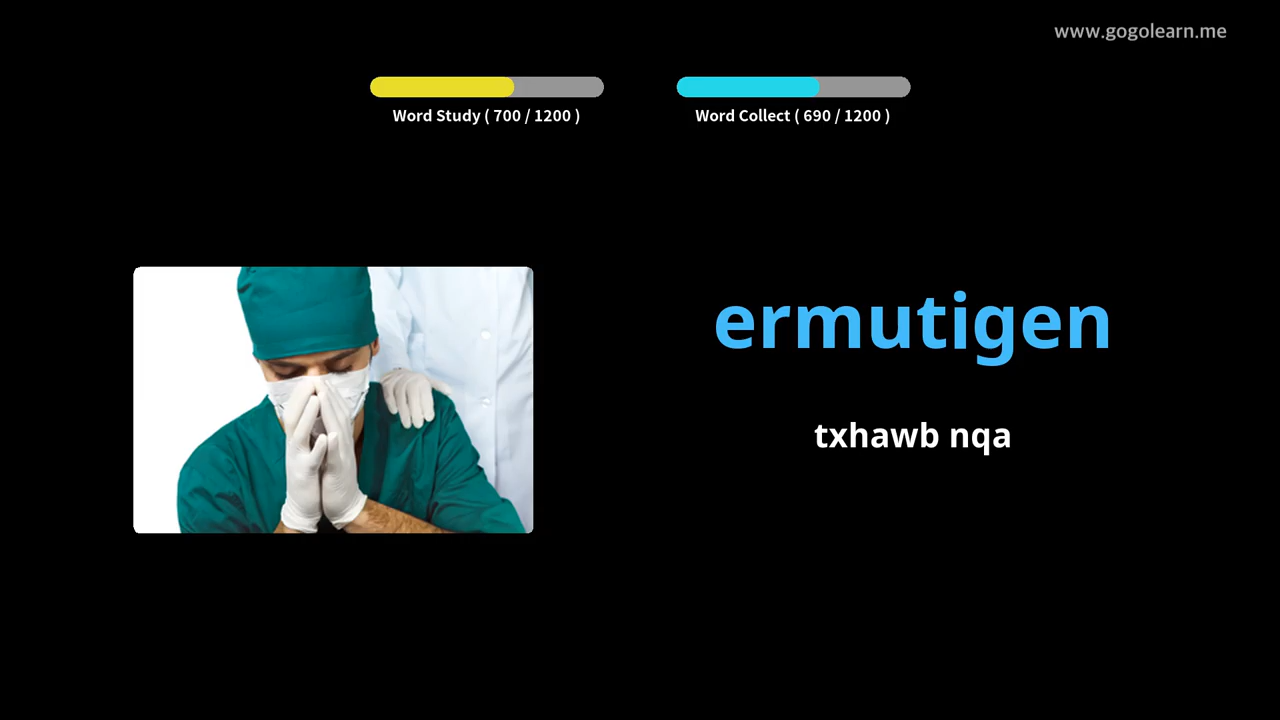 www.gogolearn.me
Word Study ( 700 / 1200 )
Word Collect ( 690 / 1200 )
ermutigen
txhawb nqa